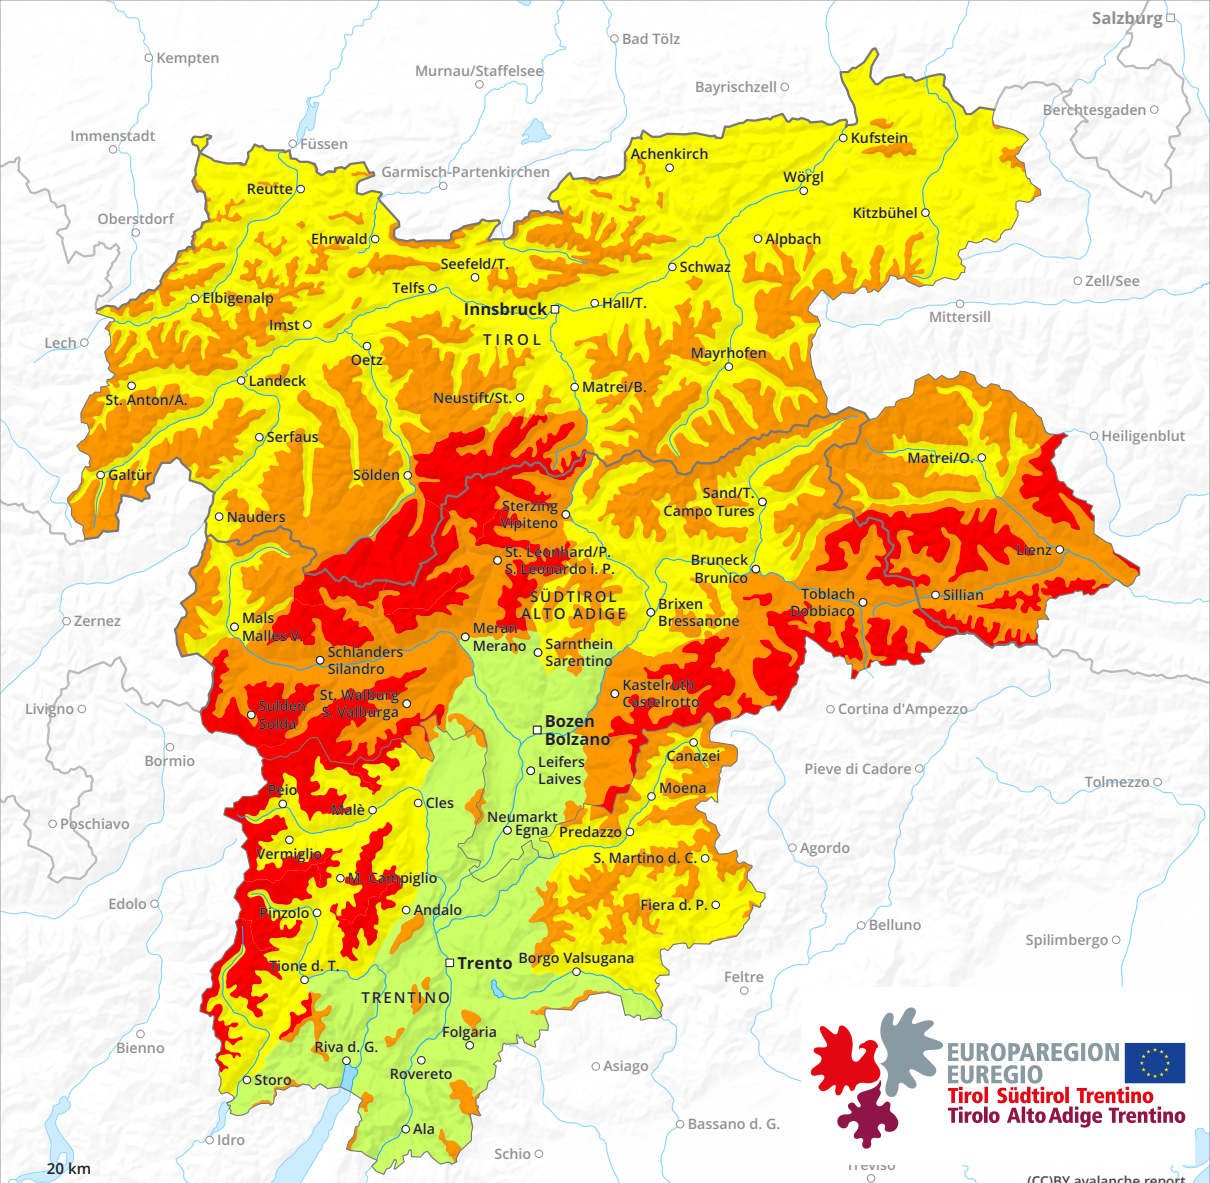 Salzburg
Bad Tölz
Kempten
Murnau/Staffelsee
Bayrischzell
Berchtesgaden
Immenstadt
Füssen
Kufstein
Achenkirch
Garmisch-Partenkirchen
Wörgl
Reutte
Oberstdorf
Kitzbühel
Ehrwald
Alpbach
Seefeld/T.
Schwaz
Zell/See
Telfs
Elbigenalp
Hall/T.
Innsbruck
Mittersill
Imst
TIROL
Lech
Oetz
Mayrhofen
Landeck
Matrei/B.
St. Anton/A.
Neustift/St.
Serfaus
Heiligenblut
Matrei/O.
Galtür
Sölden
Sand/T.
Campo Tures
Sterzing
Vipiteno
Nauders
St. Leonhard/P.
S. Leonardo i. P.
Lienz
Bruneck
Brunico
SÜDTIROL
ALTO ADIGE
Toblach
Dobbiaco
Sillian
Brixen
Bressanone
Zernez
Mals
Malles V.
Meran
Merano
Sarnthein
Sarentino
Schlanders
Silandro
Kastelruth
Castelrotto
St. Walburg
S. Valburga
Livigno
Sulden
Solda
Cortina d'Ampezzo
Bozen
Bolzano
Bormio
Canazei
Leifers
Laives
Pieve di Cadore
Tolmezzo
Peio
Moena
Cles
Malè
Neumarkt
Egna
Poschiavo
Predazzo
Agordo
Vermiglio
S. Martino d. C.
M. Campiglio
Edolo
Pinzolo
Andalo
Fiera d. P.
Belluno
Spilimbergo
Borgo Valsugana
Trento
Tione d. T.
Feltre
TRENTINO
Folgaria
Bienno
Riva d. G.
Asiago
Rovereto
Storo
EUROPAREGION
EUREGIO
Tirol Südtirol Trentino
Tirolo Alto Adige Trentino
Ala
Bassano d. G.
Idro
Schio
20 km
Treviso
(CC)BY avalanche.report